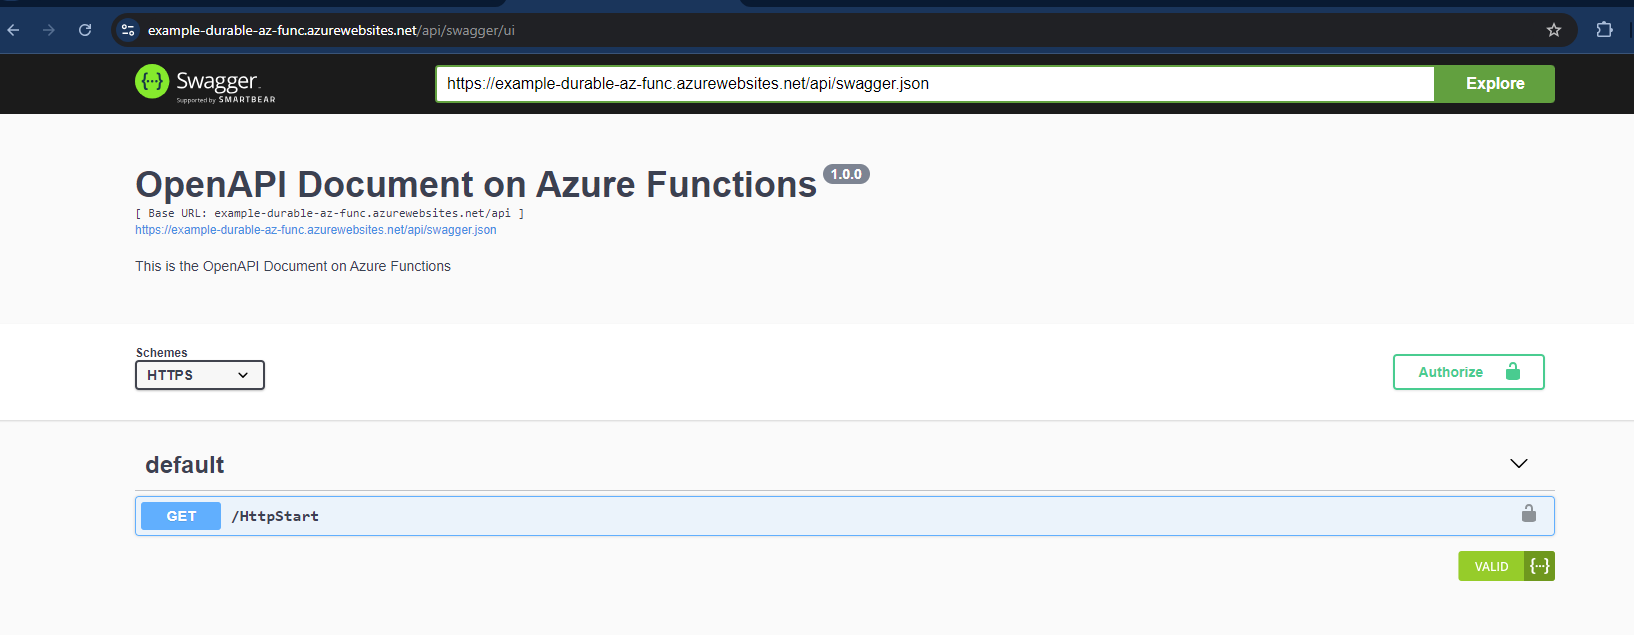 example-durable-az-func.azurewebsites.net/api/swagger/ui
Swagger
Supported by SMARTBEAR
https://example-durable-az-func.azurewebsites.net/api/swagger.json
Explore
OpenAPI Document on Azure Functions 1.0.0
[ Base URL: example-durable-az-func.azurewebsites.net/api ]
https://example-durable-az-func.azurewebsites.net/api/swagger.json
This is the OpenAPI Document on Azure Functions
Schemes
HTTPS
Authorize
default
GET /HttpStart
VALID {···}